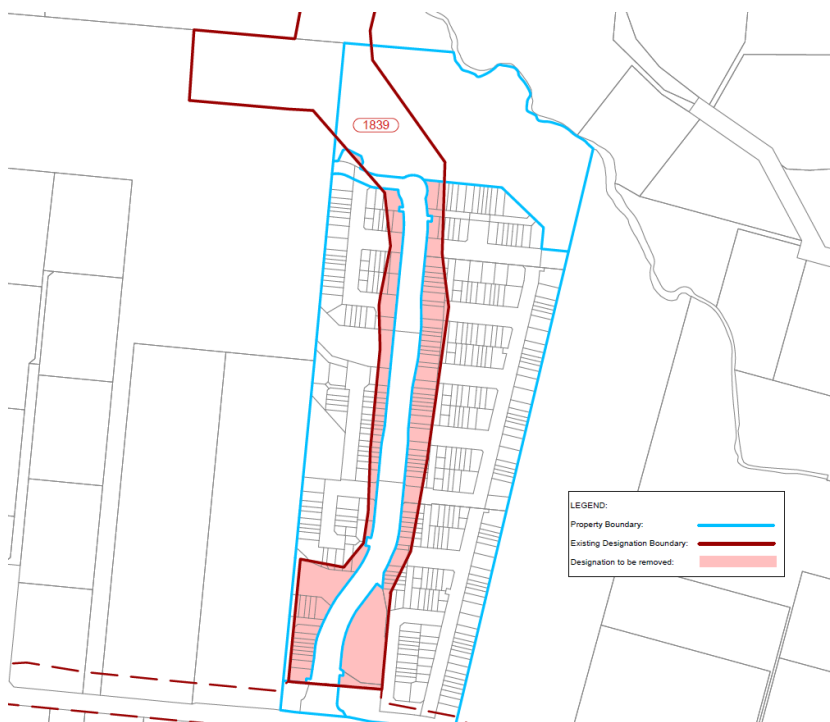 1839
LEGEND:
Property Boundary:
Existing Designation Boundary:
Designation to be removed: